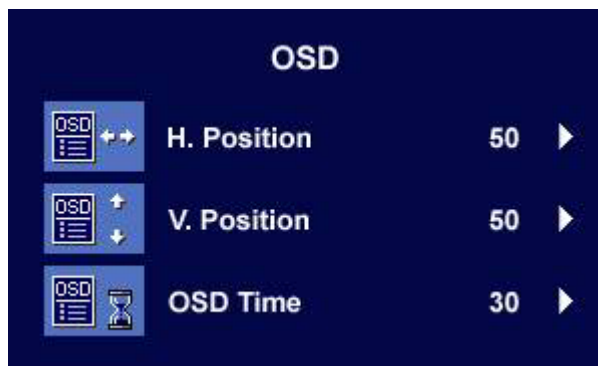 OSD
OSD H. Position 50
OSD V. Position 50
OSD OSD Time 30